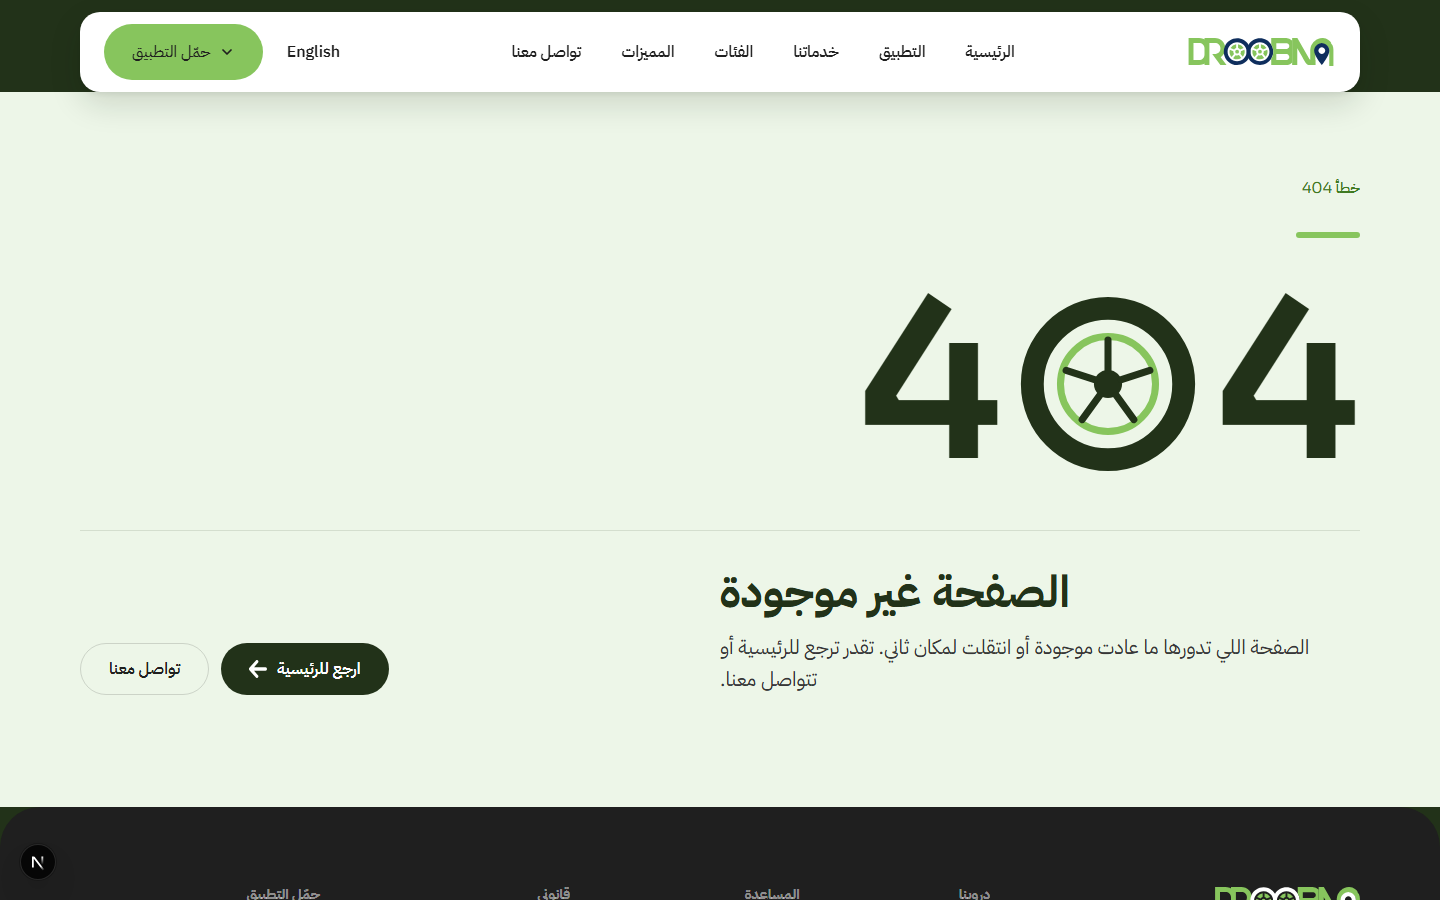 DROOBNA
الرئيسية
التطبيق
خدماتنا
الفئات
المميزات
تواصل معنا
English
حمّل التطبيق
خطأ 404
404
الصفحة غير موجودة
الصفحة اللي تدورها ما عادت موجودة أو انتقلت لمكان ثاني. تقدر ترجع للرئيسية أو
تتواصل معنا.
ارجع للرئيسية
تواصل معنا
DROOBNA
دروبنا
المساعدة
قانوني
حمّل التطبيق
N